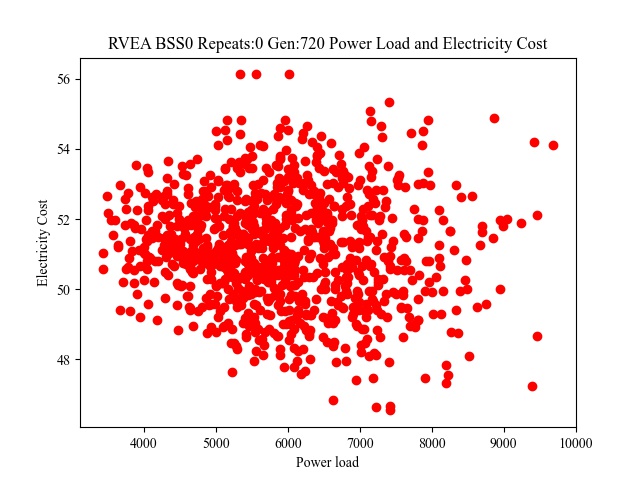 RVEA BSS0 Repeats:0 Gen:720 Power Load and Electricity Cost
56
54
52
50
48
Electricity Cost
4000 5000 6000 7000 8000 9000 10000
Power load